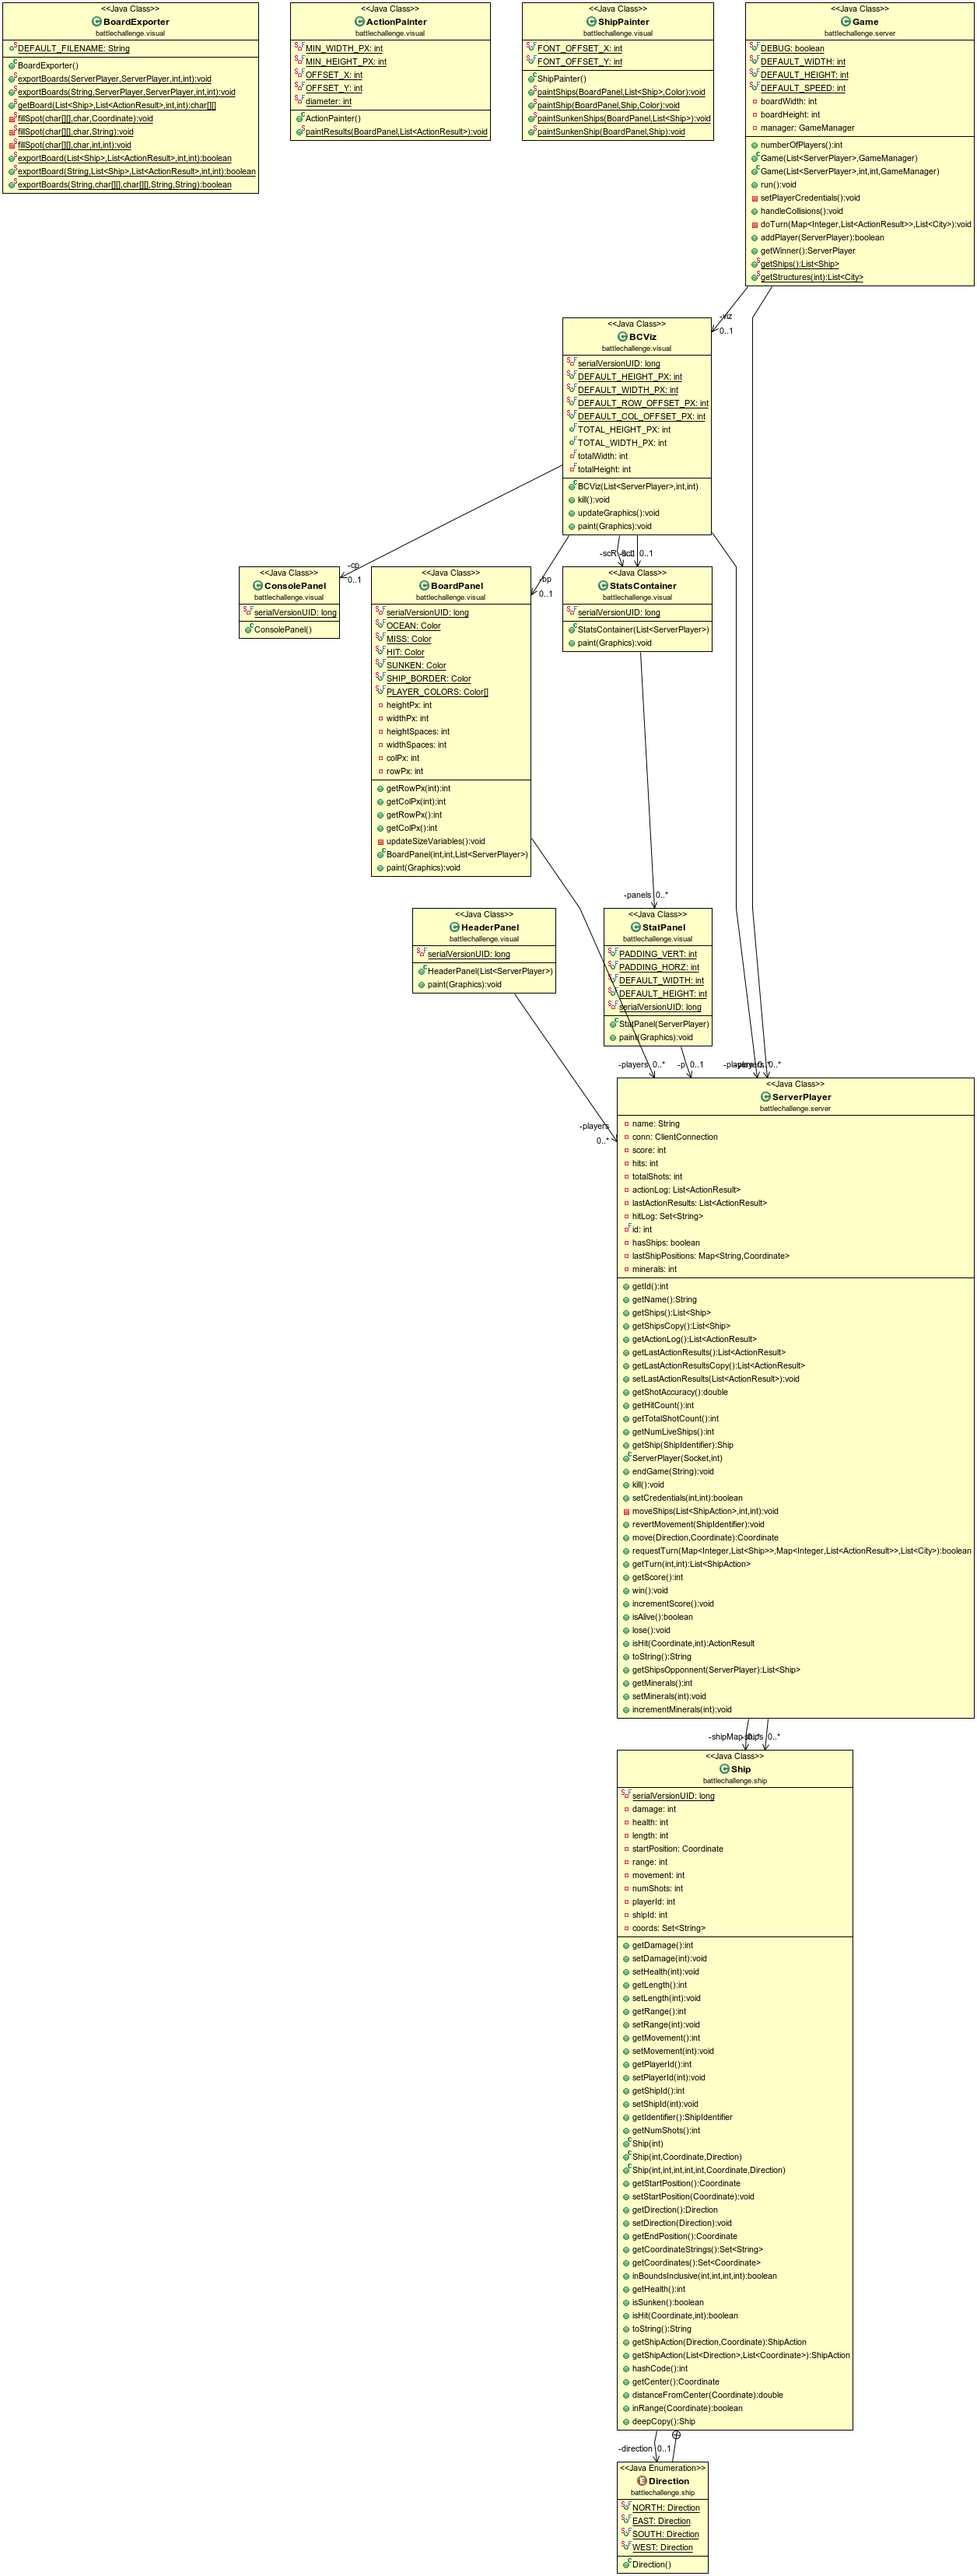 <<Java Class>>
BoardExporter
battlechallenge.visual
DEFAULT_FILENAME: String
BoardExporter()
exportBoards(ServerPlayer,ServerPlayer,int,int):void
exportBoards(String,ServerPlayer,ServerPlayer,int,int):void
getBoard(List<Ship>,List<ActionResult>,int,int):char[][]
fillSpot(char[][],char,Coordinate):void
fillSpot(char[][],char,String):void
fillSpot(char[][],char,int,int):void
exportBoard(List<Ship>,List<ActionResult>,int,int):boolean
exportBoard(String,List<Ship>,List<ActionResult>,int,int):boolean
exportBoards(String,char[][],char[][],String,String):boolean
<<Java Class>>
ActionPainter
battlechallenge.visual
MIN_WIDTH_PX: int
MIN_HEIGHT_PX: int
OFFSET_X: int
OFFSET_Y: int
diameter: int
ActionPainter()
paintResults(BoardPanel,List<ActionResult>):void
<<Java Class>>
ShipPainter
battlechallenge.visual
FONT_OFFSET_X: int
FONT_OFFSET_Y: int
ShipPainter()
paintShips(BoardPanel,List<Ship>,Color):void
paintShip(BoardPanel,Ship,Color):void
paintSunkenShips(BoardPanel,List<Ship>):void
paintSunkenShip(BoardPanel,Ship):void
<<Java Class>>
Game
battlechallenge.server
DEBUG: boolean
DEFAULT_WIDTH: int
DEFAULT_HEIGHT: int
DEFAULT_SPEED: int
boardWidth: int
boardHeight: int
manager: GameManager
numberOfPlayers():int
Game(List<ServerPlayer>,GameManager)
Game(List<ServerPlayer>,int,int,GameManager)
run():void
setPlayerCredentials():void
handleCollisions():void
doTurn(Map<Integer,List<ActionResult>>,List<City>):void
addPlayer(ServerPlayer):boolean
getWinner():ServerPlayer
getShips():List<Ship>
getStructures(int):List<City>
-viz
0..1
<<Java Class>>
BCViz
battlechallenge.visual
serialVersionUID: long
DEFAULT_HEIGHT_PX: int
DEFAULT_WIDTH_PX: int
DEFAULT_ROW_OFFSET_PX: int
DEFAULT_COL_OFFSET_PX: int
TOTAL_HEIGHT_PX: int
TOTAL_WIDTH_PX: int
totalWidth: int
totalHeight: int
BCViz(List<ServerPlayer>,int,int)
kill():void
updateGraphics():void
paint(Graphics):void
-cp
0..1
-bp
0..1
-scR
0..1
<<Java Class>>
ConsolePanel
battlechallenge.visual
serialVersionUID: long
ConsolePanel()
<<Java Class>>
BoardPanel
battlechallenge.visual
serialVersionUID: long
OCEAN: Color
MISS: Color
HIT: Color
SUNKEN: Color
SHIP_BORDER: Color
PLAYER_COLORS: Color[]
heightPx: int
widthPx: int
heightSpaces: int
widthSpaces: int
colPx: int
rowPx: int
getRowPx(int):int
getColPx(int):int
getRowPx():int
getColPx():int
updateSizeVariables():void
BoardPanel(int,int,List<ServerPlayer>)
paint(Graphics):void
<<Java Class>>
StatsContainer
battlechallenge.visual
serialVersionUID: long
StatsContainer(List<ServerPlayer>)
paint(Graphics):void
-panels 0..*
<<Java Class>>
HeaderPanel
battlechallenge.visual
serialVersionUID: long
HeaderPanel(List<ServerPlayer>)
paint(Graphics):void
<<Java Class>>
StatPanel
battlechallenge.visual
PADDING_VERT: int
PADDING_HORZ: int
DEFAULT_WIDTH: int
DEFAULT_HEIGHT: int
serialVersionUID: long
StatPanel(ServerPlayer)
paint(Graphics):void
-players 0..*
-p 0..1
-players 0..*
-players
0..*
<<Java Class>>
ServerPlayer
battlechallenge.server
name: String
conn: ClientConnection
score: int
hits: int
totalShots: int
actionLog: List<ActionResult>
lastActionResults: List<ActionResult>
hitLog: Set<String>
id: int
hasShips: boolean
lastShipPositions: Map<String,Coordinate>
minerals: int
getId():int
getName():String
getShips():List<Ship>
getShipsCopy():List<Ship>
getActionLog():List<ActionResult>
getLastActionResults():List<ActionResult>
getLastActionResultsCopy():List<ActionResult>
setLastActionResults(List<ActionResult>):void
getShotAccuracy():double
getHitCount():int
getTotalShotCount():int
getNumLiveShips():int
getShip(ShipIdentifier):Ship
ServerPlayer(Socket,int)
endGame(String):void
kill():void
setCredentials(int,int):boolean
moveShips(List<ShipAction>,int,int):void
revertMovement(ShipIdentifier):void
move(Direction,Coordinate):Coordinate
requestTurn(Map<Integer,List<Ship>>,Map<Integer,List<ActionResult>>,List<City>):boolean
getTurn(int,int):List<ShipAction>
getScore():int
win():void
incrementScore():void
isAlive():boolean
lose():void
isHit(Coordinate,int):ActionResult
toString():String
getShipsOpponnent(ServerPlayer):List<Ship>
getMinerals():int
setMinerals(int):void
incrementMinerals(int):void
-shipMap
0..*
<<Java Class>>
Ship
battlechallenge.ship
serialVersionUID: long
damage: int
health: int
length: int
startPosition: Coordinate
range: int
movement: int
numShots: int
playerId: int
shipId: int
coords: Set<String>
getDamage():int
setDamage(int):void
setHealth(int):void
getLength():int
setLength(int):void
getRange():int
setRange(int):void
getMovement():int
setMovement(int):void
getPlayerId():int
setPlayerId(int):void
getShipId():int
setShipId(int):void
getIdentifier():ShipIdentifier
getNumShots():int
Ship(int)
Ship(int,Coordinate,Direction)
Ship(int,int,int,int,int,Coordinate,Direction)
getStartPosition():Coordinate
setStartPosition(Coordinate):void
getDirection():Direction
setDirection(Direction):void
getEndPosition():Coordinate
getCoordinateStrings():Set<String>
getCoordinates():Set<Coordinate>
inBoundsInclusive(int,int,int,int):boolean
getHealth():int
isSunken():boolean
isHit(Coordinate,int):boolean
toString():String
getShipAction(Direction,Coordinate):ShipAction
getShipAction(List<Direction>,List<Coordinate>):ShipAction
hashCode():int
getCenter():Coordinate
distanceFromCenter(Coordinate):double
inRange(Coordinate):boolean
deepCopy():Ship
-direction 0..1
<<Java Enumeration>>
Direction
battlechallenge.ship
NORTH: Direction
EAST: Direction
SOUTH: Direction
WEST: Direction
Direction()